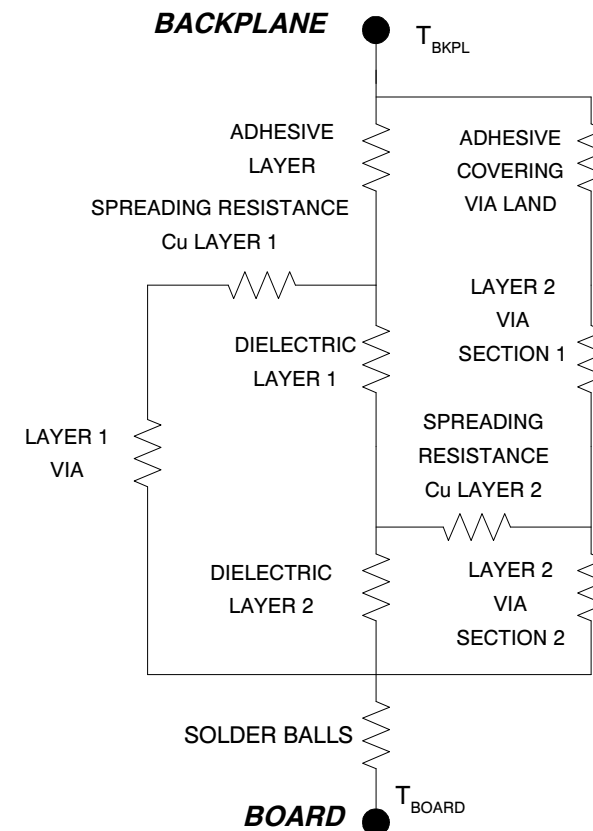 BACKPLANE
T BKPL
ADHESIVE
LAYER
ADHESIVE
COVERING
VIA LAND
SPREADING RESISTANCE
Cu LAYER 1
LAYER 2
VIA
SECTION 1
DIELECTRIC
LAYER 1
SPREADING
RESISTANCE
Cu LAYER 2
LAYER 1
VIA
DIELECTRIC
LAYER 2
LAYER 2
VIA
SECTION 2
SOLDER BALLS
T BOARD
BOARD